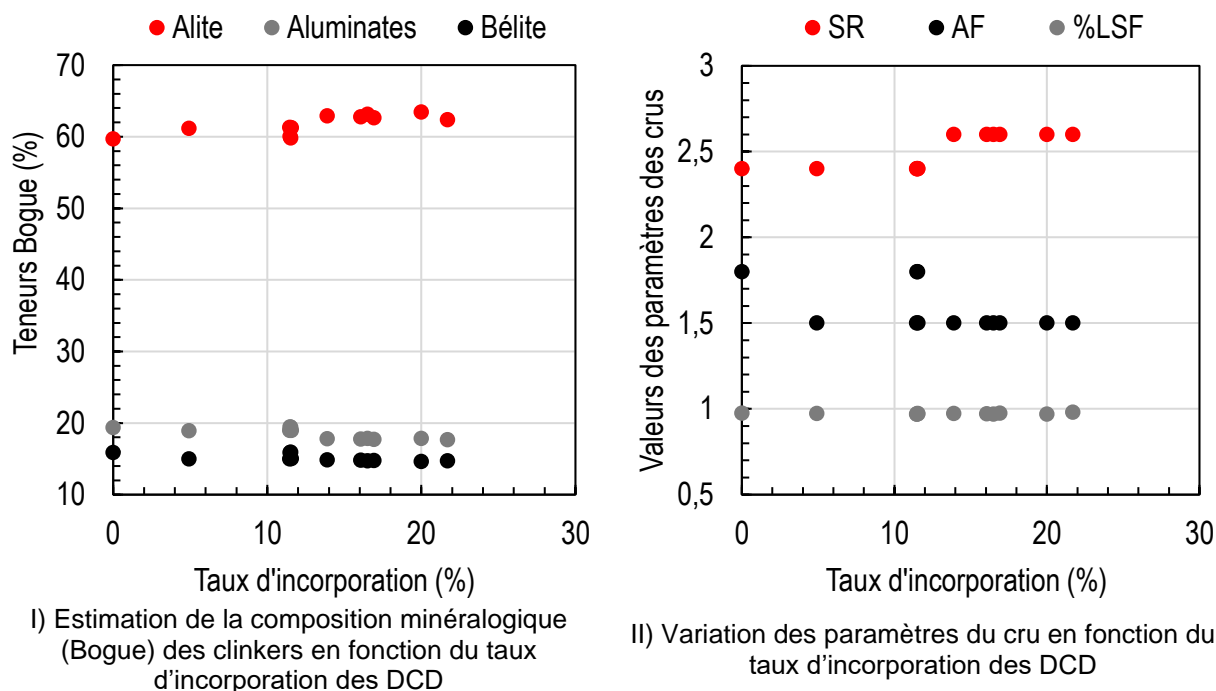 Alite Aluminates Bélite
70
60
50
40
30
20
10
0 10 20 30
Teneurs Bogue (%)
Taux d'incorporation (%)
I) Estimation de la composition minéralogique
(Bogue) des clinkers en fonction du taux
d'incorporation des DCD
SR AF %LSF
3
2,5
2
1,5
1
0,5
0 10 20 30
Valeurs des paramètres des crus
Taux d'incorporation (%)
II) Variation des paramètres du cru en fonction du
taux d'incorporation des DCD